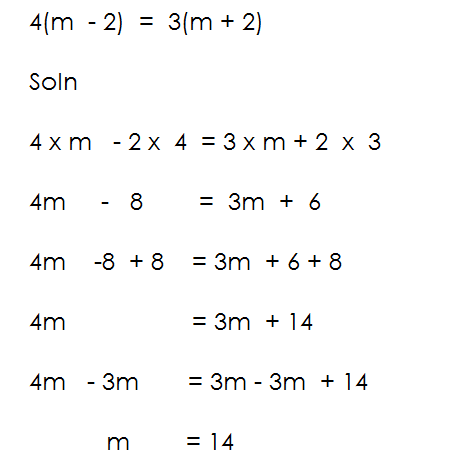 4(m - 2) = 3(m + 2)
Soln
4 x m - 2 x 4 = 3 x m + 2 x 3
4m - 8 = 3m + 6
4m -8 + 8 = 3m + 6 + 8
4m = 3m + 14
4m - 3m = 3m - 3m + 14
m = 14